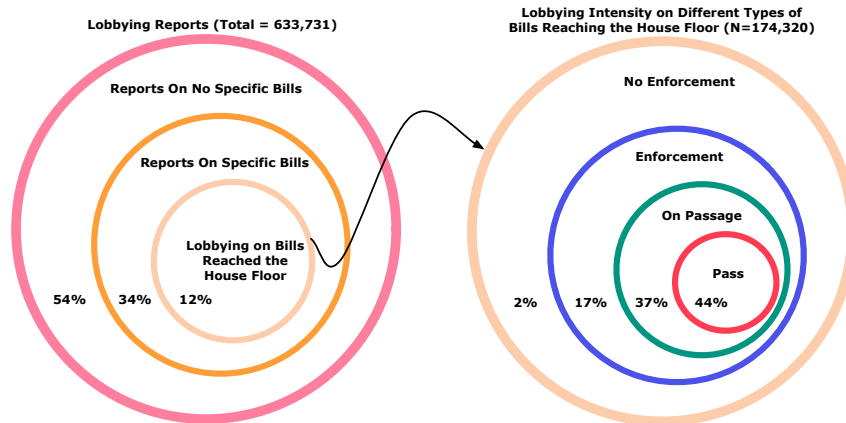 Lobbying Reports (Total = 633,731)
Reports On No Specific Bills
Reports On Specific Bills
Lobbying on Bills
Reached the
House Floor
54%
34%
12%
Lobbying Intensity on Different Types of
Bills Reaching the House Floor (N=174,320)
No Enforcement
Enforcement
On Passage
Pass
2%
17%
37%
44%